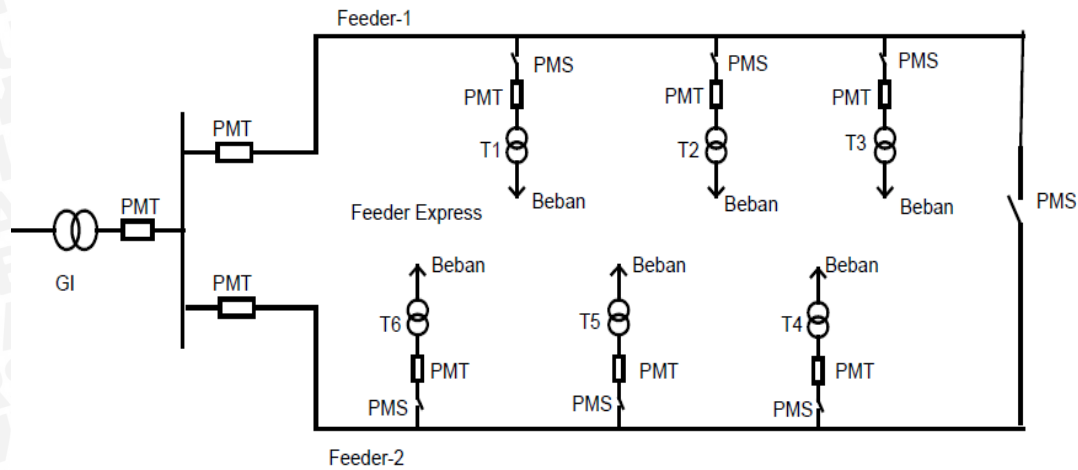 Feeder-1
PMS
PMS
PMS
PMT
PMT
PMT
PMT
T1
T2
T3
PMT
Beban
Beban
Beban
PMS
Feeder Express
GI
Beban
Beban
Beban
PMT
T6
T5
T4
PMT
PMT
PMT
PMS
PMS
PMS
Feeder-2